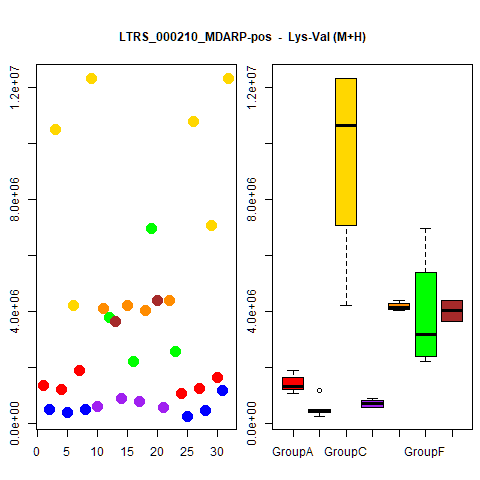 LTRS_000210_MDARP-pos - Lys-Val (M+H)
1.2e+07
8.0e+06
4.0e+06
0.0e+00
0 5 10 15 20 25 30
1.2e+07
8.0e+06
4.0e+06
0.0e+00
GroupA GroupC GroupF